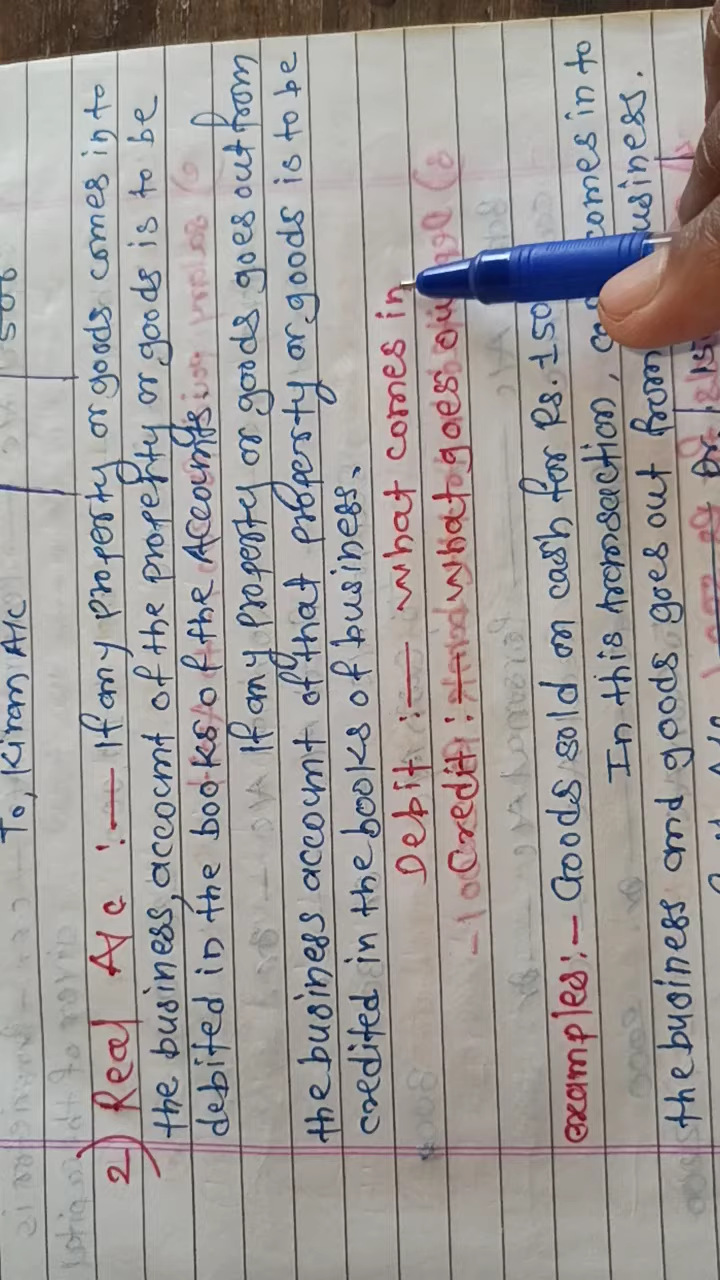 To, Kiram A/c
500
2) Real A/c :— If any property or goods comes in to
the business, account of the property or goods is to be
debited in the books of the Accounts.
If any property or goods goes out from
the business account of that property or goods is to be
credited in the books of business.
Debit :— What comes in
Credit :— What goes
examples:— Goods sold on cash for Rs.
In this transaction, comes in to
the business and goods goes out from business.
Dr.